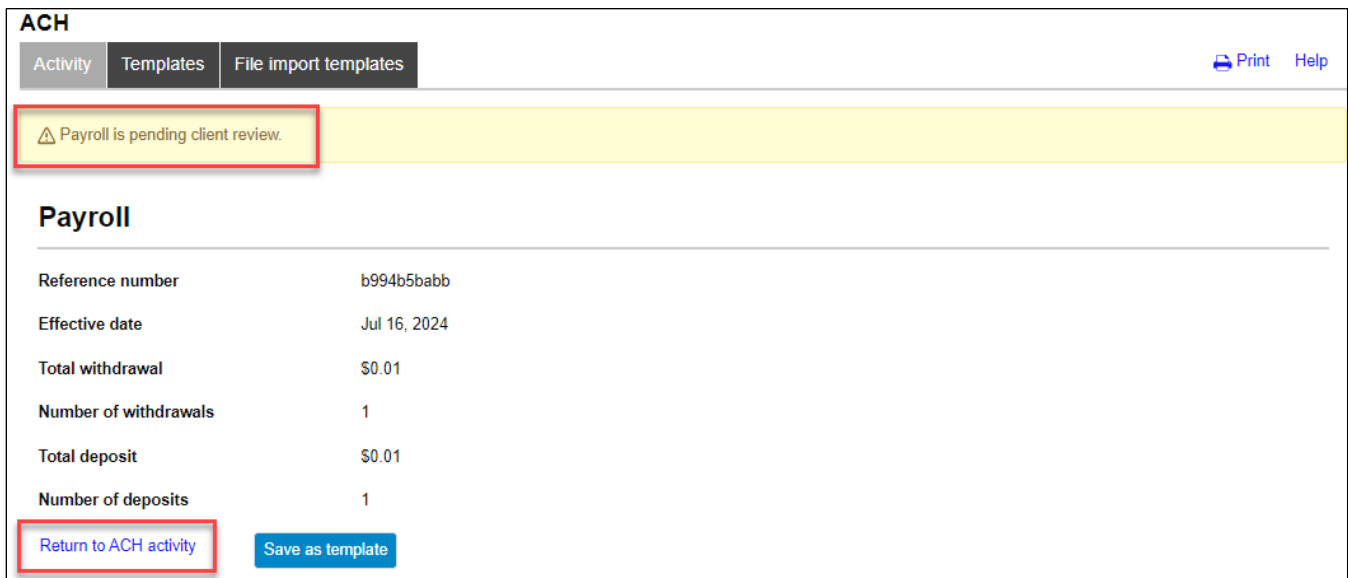 ACH
Activity Templates File import templates Print Help
Payroll is pending client review.
Payroll
Reference number b994b5babb
Effective date Jul 16, 2024
Total withdrawal $0.01
Number of withdrawals 1
Total deposit $0.01
Number of deposits 1
Return to ACH activity Save as template